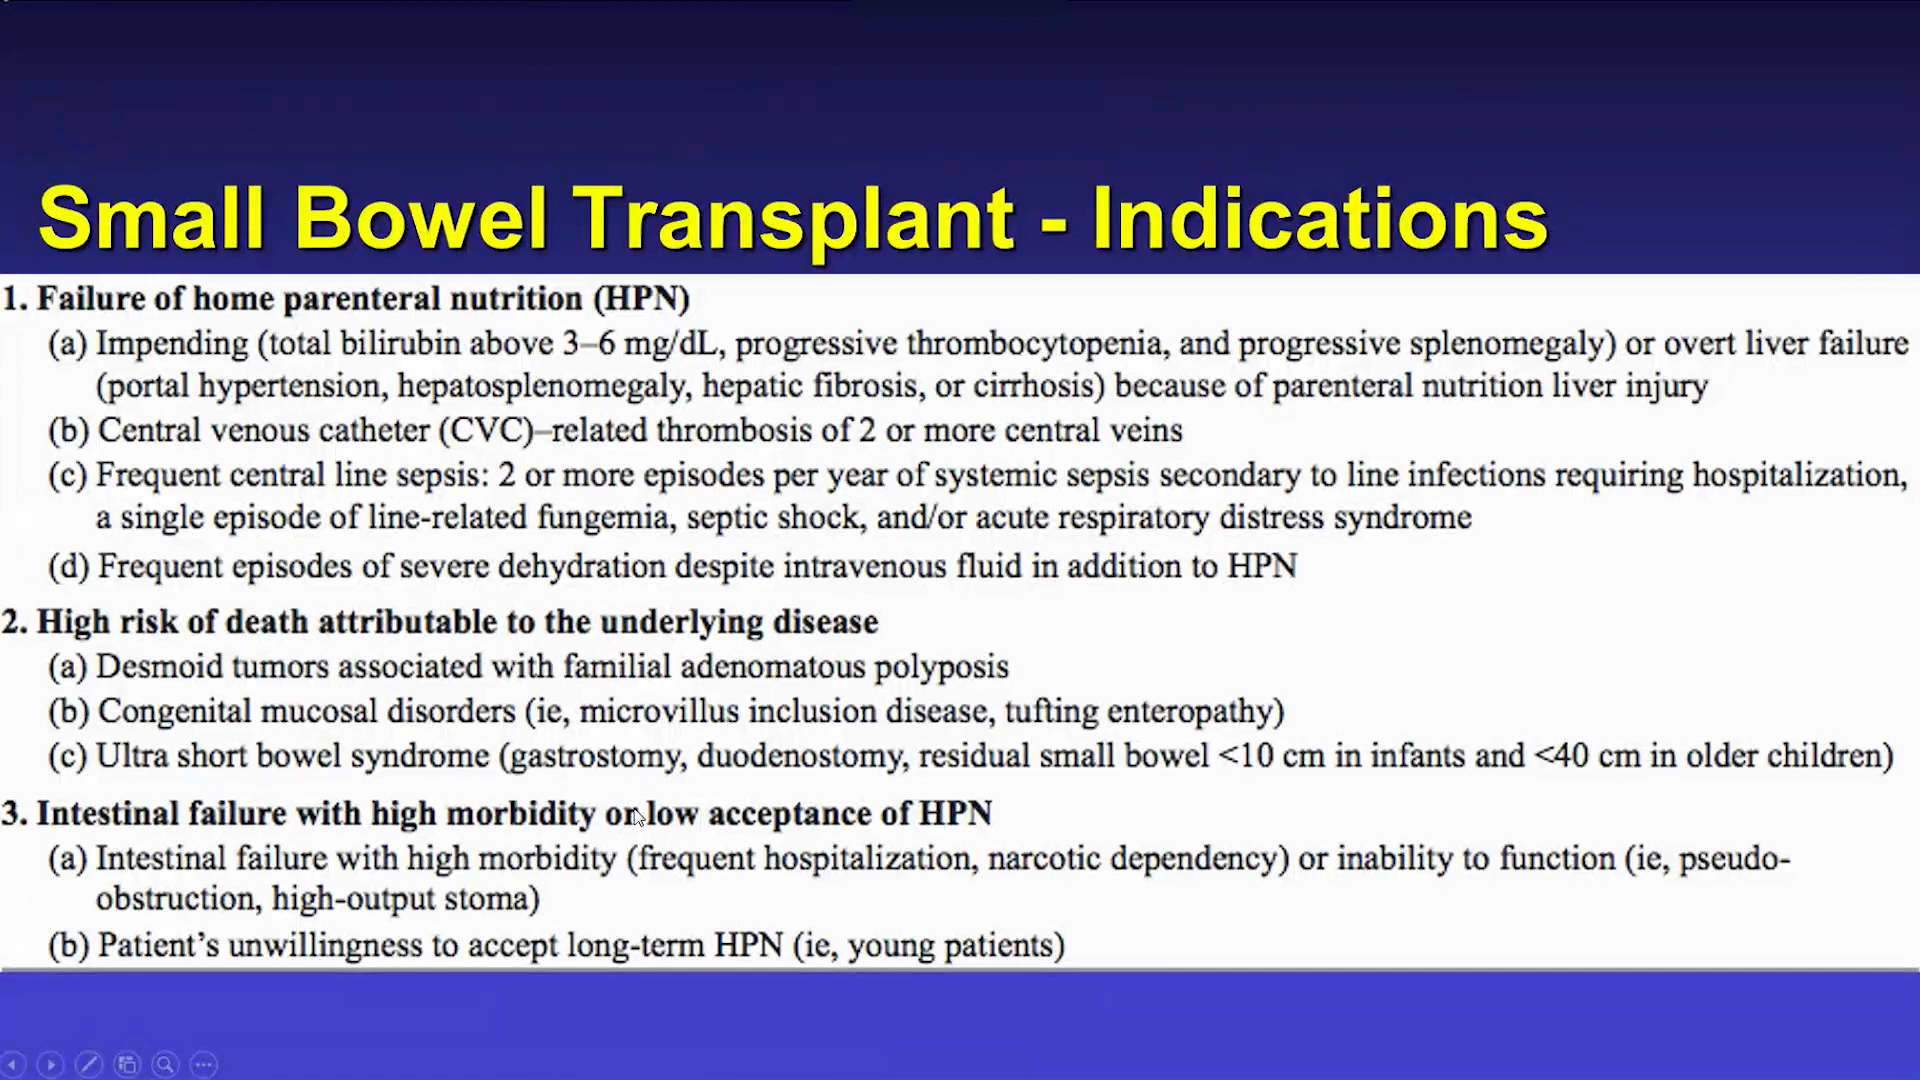 Small Bowel Transplant - Indications
1. Failure of home parenteral nutrition (HPN)
(a) Impending (total bilirubin above 3–6 mg/dL, progressive thrombocytopenia, and progressive splenomegaly) or overt liver failure
(portal hypertension, hepatosplenomegaly, hepatic fibrosis, or cirrhosis) because of parenteral nutrition liver injury
(b) Central venous catheter (CVC)–related thrombosis of 2 or more central veins
(c) Frequent central line sepsis: 2 or more episodes per year of systemic sepsis secondary to line infections requiring hospitalization,
a single episode of line-related fungemia, septic shock, and/or acute respiratory distress syndrome
(d) Frequent episodes of severe dehydration despite intravenous fluid in addition to HPN
2. High risk of death attributable to the underlying disease
(a) Desmoid tumors associated with familial adenomatous polyposis
(b) Congenital mucosal disorders (ie, microvillus inclusion disease, tufting enteropathy)
(c) Ultra short bowel syndrome (gastrostomy, duodenostomy, residual small bowel <10 cm in infants and <40 cm in older children)
3. Intestinal failure with high morbidity or low acceptance of HPN
(a) Intestinal failure with high morbidity (frequent hospitalization, narcotic dependency) or inability to function (ie, pseudo-
obstruction, high-output stoma)
(b) Patient’s unwillingness to accept long-term HPN (ie, young patients)